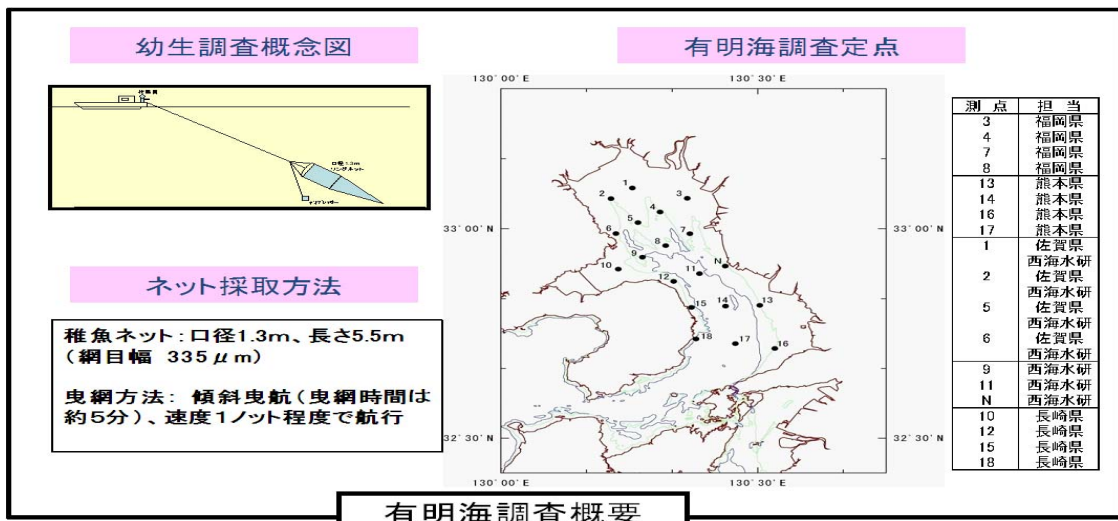 幼生調査概念図
有明海調査定点
口径1.3m
リングネット
ネット採取方法
稚魚ネット：口径1.3m、長さ5.5m
（網目幅 335μm）
曳網方法： 傾斜曳航（曳網時間は
約5分）、速度1ノット程度で航行
130°00'E
130°30'E
33°00'N
33°00'N
32°30'N
32°30'N
130°00'E
130°30'E
1
2
3
4
5
6
7
8
9
10
11
N
12
13
14
15
16
17
18
測 点 担 当
3 福岡県
4 福岡県
7 福岡県
8 福岡県
13 熊本県
14 熊本県
16 熊本県
17 熊本県
1 佐賀県
西海水研
2 佐賀県
西海水研
5 佐賀県
西海水研
6 佐賀県
西海水研
9 西海水研
11 西海水研
N 西海水研
10 長崎県
12 長崎県
15 長崎県
18 長崎県
有明海調査概要